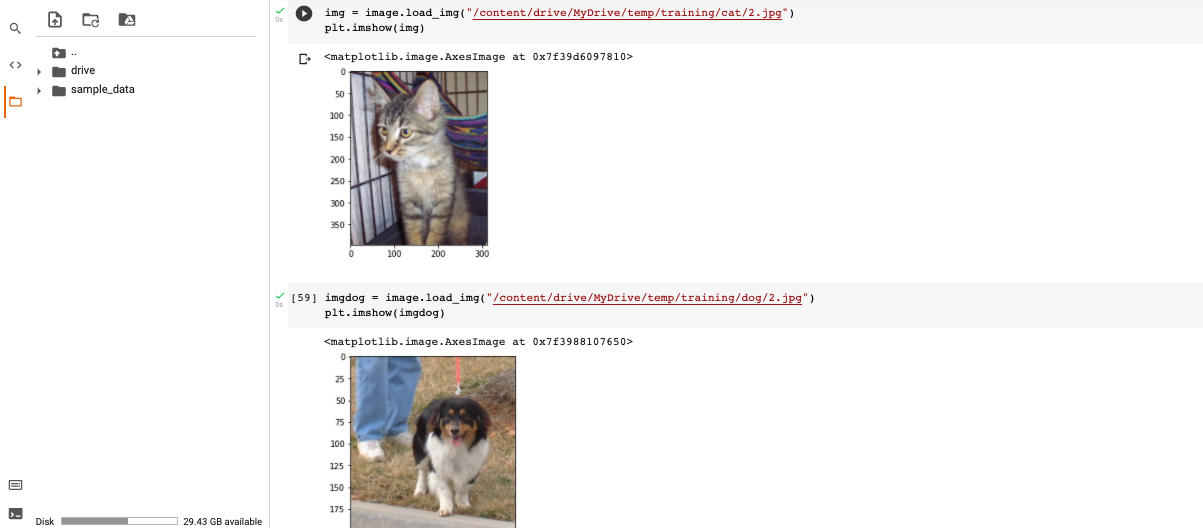 ..
drive
sample_data
Disk 29.43 GB available
0s
img = image.load_img("/content/drive/MyDrive/temp/training/cat/2.jpg")
plt.imshow(img)
<matplotlib.image.AxesImage at 0x7f39d6097810>
0
50
100
150
200
250
300
350
0 100 200 300
0s
[59] imgdog = image.load_img("/content/drive/MyDrive/temp/training/dog/2.jpg")
plt.imshow(imgdog)
<matplotlib.image.AxesImage at 0x7f3988107650>
0
25
50
75
100
125
150
175